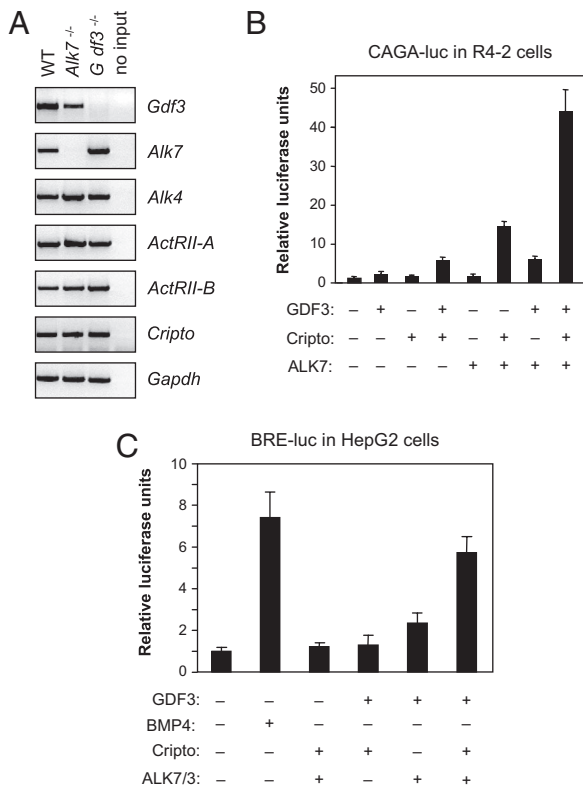 A
WT
Alk7 -/-
G df3 -/-
no input
Gdf3
Alk7
Alk4
ActRII-A
ActRII-B
Cripto
Gapdh
B
CAGA-luc in R4-2 cells
Relative luciferase units
50
40
30
20
10
0
GDF3: – + – + – – + +
Cripto: – – + + – + – +
ALK7: – – – – + + + +
C
BRE-luc in HepG2 cells
Relative luciferase units
10
8
6
4
2
0
GDF3: – – – + + +
BMP4: – + – – – –
Cripto: – – + + – +
ALK7/3: – – + – + +